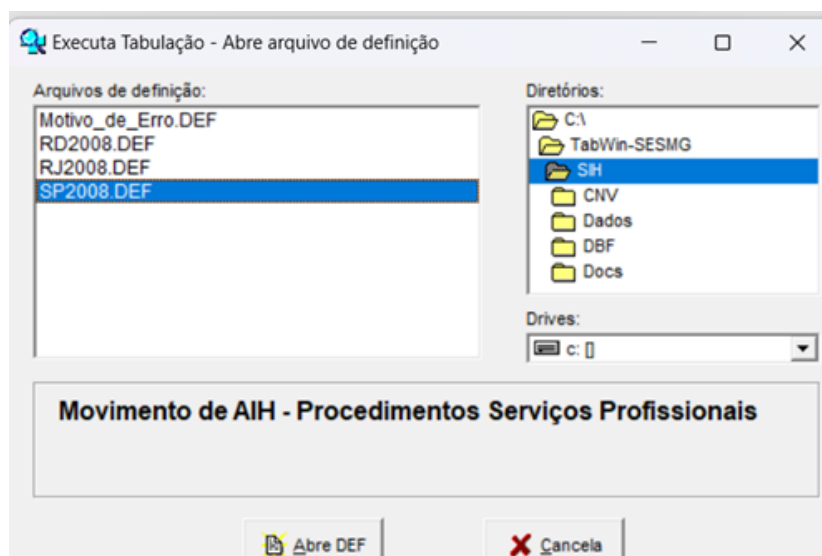 Executa Tabulação - Abre arquivo de definição
Arquivos de definição:
Motivo_de_Erro.DEF
RD2008.DEF
RJ2008.DEF
SP2008.DEF
Diretórios:
C:\
TabWin-SESMG
SIH
CNV
Dados
DBF
Docs
Drives:
c: []
Movimento de AIH - Procedimentos Serviços Profissionais
Abre DEF
Cancela